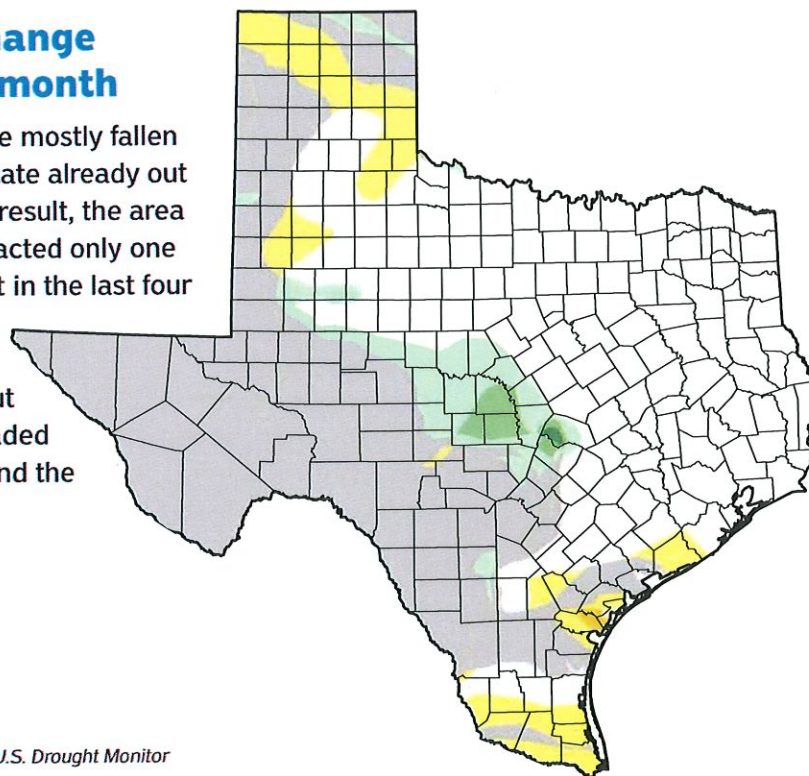 ange
month
e mostly fallen
ate already out
result, the area
acted only one
t in the last four
ut
ded
nd the
U.S. Drought Monitor